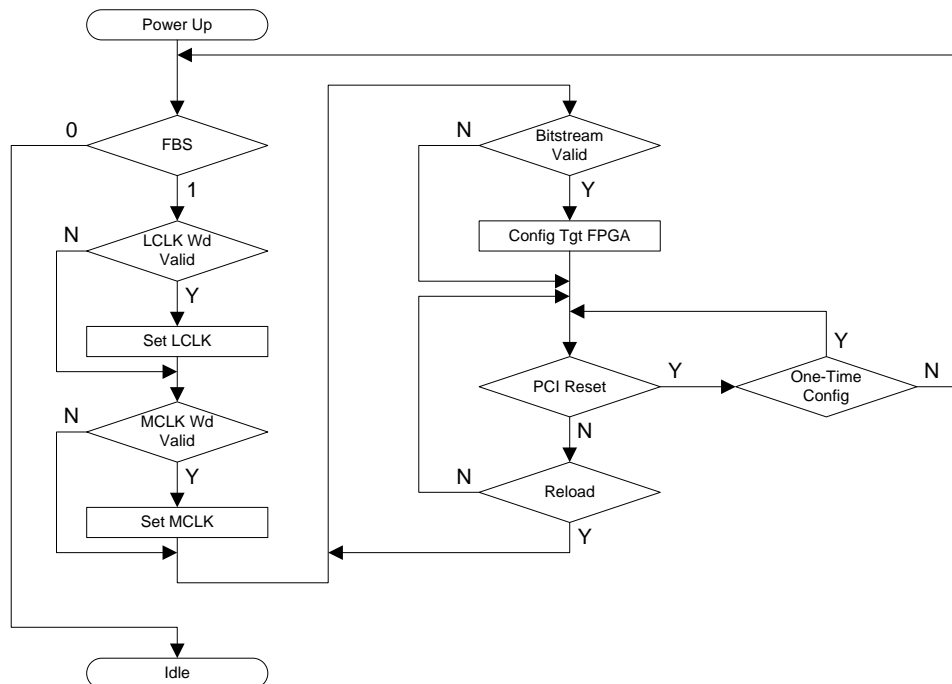 Power Up
0
FBS
1
N
LCLK Wd
Valid
Y
Set LCLK
N
MCLK Wd
Valid
Y
Set MCLK
Idle
N
Bitstream
Valid
Y
Config Tgt FPGA
PCI Reset
Y
N
N
Reload
Y
Y
One-Time
Config
N